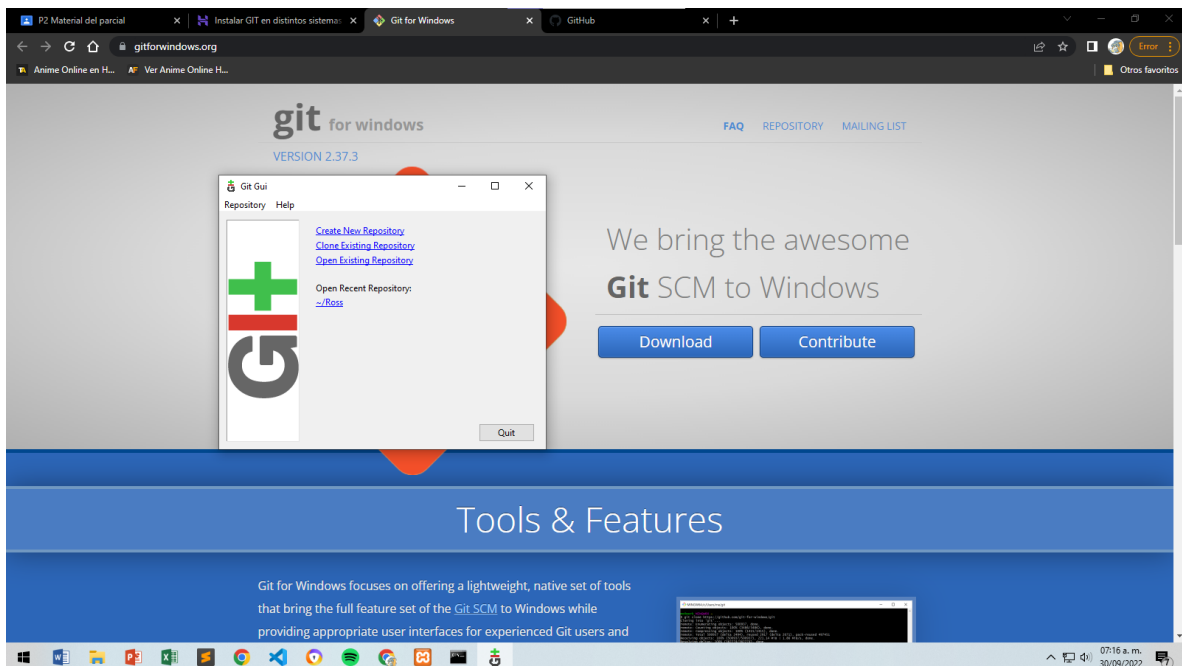 P2 Material del parcial
Instalar GIT en distintos sistemas
Git for Windows
GitHub
gitforwindows.org
Error
Anime Online en H...
Ver Anime Online H...
Otros favoritos
git for windows
FAQ
REPOSITORY
MAILING LIST
VERSION 2.37.3
Git Gui
Repository Help
GIt
Create New Repository
Clone Existing Repository
Open Existing Repository
Open Recent Repository:
~/Ross
Quit
We bring the awesome
Git SCM to Windows
Download
Contribute
Tools & Features
Git for Windows focuses on offering a lightweight, native set of tools
that bring the full feature set of the Git SCM to Windows while
providing appropriate user interfaces for experienced Git users and
07:16 a. m.
30/09/2022